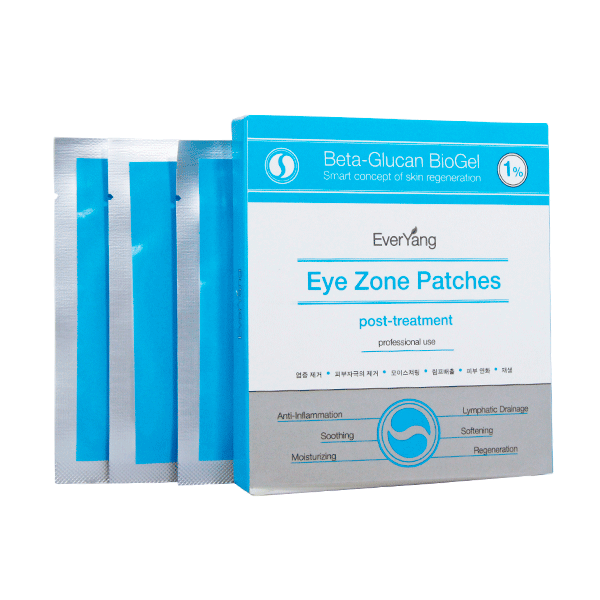 Beta-Glucan BioGel
Smart concept of skin regeneration
1%
EverYang
Eye Zone Patches
post-treatment
professional use
염증 제거 • 피부자극의 제거 • 모이스처링 • 림프배출 • 피부 연화 • 재생
Anti-Inflammation
Lymphatic Drainage
Soothing
Softening
Moisturizing
Regeneration